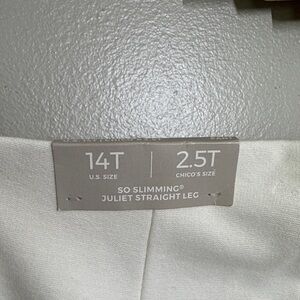 14T | 2.5T
U.S. SIZE CHICO'S SIZE
SO SLIMMING®
JULIET STRAIGHT LEG